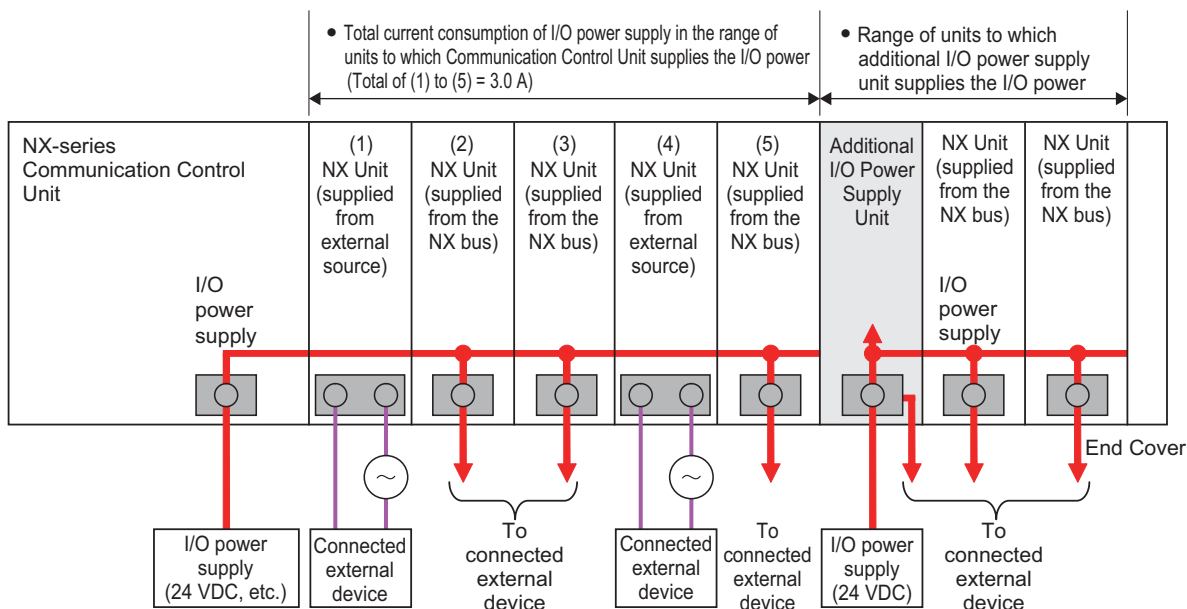 • Total current consumption of I/O power supply in the range of
units to which Communication Control Unit supplies the I/O power
(Total of (1) to (5) = 3.0 A)
• Range of units to which
additional I/O power supply
unit supplies the I/O power
NX-series
Communication Control
Unit
I/O
power
supply
(1)
NX Unit
(supplied
from
external
source)
(2)
NX Unit
(supplied
from the
NX bus)
(3)
NX Unit
(supplied
from the
NX bus)
(4)
NX Unit
(supplied
from
external
source)
(5)
NX Unit
(supplied
from the
NX bus)
Additional
I/O Power
Supply
Unit
NX Unit
(supplied
from the
NX bus)
I/O
power
supply
NX Unit
(supplied
from the
NX bus)
End Cover
I/O power
supply
(24 VDC, etc.)
Connected
external
device
~
To
connected
external
device
Connected
external
device
~
To
connected
external
device
I/O power
supply
(24 VDC)
To
connected
external
device